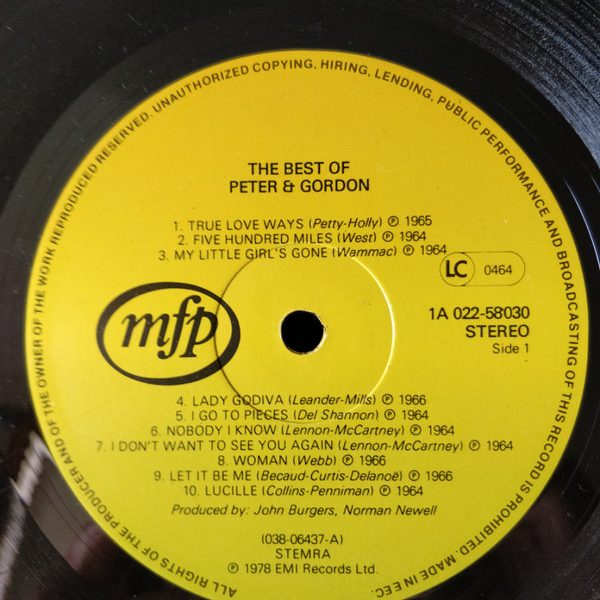 ALL RIGHTS OF THE PRODUCER AND OF THE OWNER OF THE WORK REPRODUCED RESERVED. UNAUTHORIZED COPYING, HIRING, LENDING, PUBLIC PERFORMANCE AND BROADCASTING OF THIS RECORD IS PROHIBITED. MADE IN EEC.
THE BEST OF
PETER & GORDON
1. TRUE LOVE WAYS (Petty-Holly) ℗ 1965
2. FIVE HUNDRED MILES (West) ℗ 1964
3. MY LITTLE GIRL'S GONE (Wammac) ℗ 1964
LC 0464
mfp
1A 022-58030
STEREO
Side 1
4. LADY GODIVA (Leander-Mills) ℗ 1966
5. I GO TO PIECES (Del Shannon) ℗ 1964
6. NOBODY I KNOW (Lennon-McCartney) ℗ 1964
7. I DON'T WANT TO SEE YOU AGAIN (Lennon-McCartney) ℗ 1964
8. WOMAN (Webb) ℗ 1966
9. LET IT BE ME (Becaud-Curtis-Delanoë) ℗ 1966
10. LUCILLE (Collins-Penniman) ℗ 1964
Produced by: John Burgers, Norman Newell
(038-06437-A)
STEMRA
℗ 1978 EMI Records Ltd.